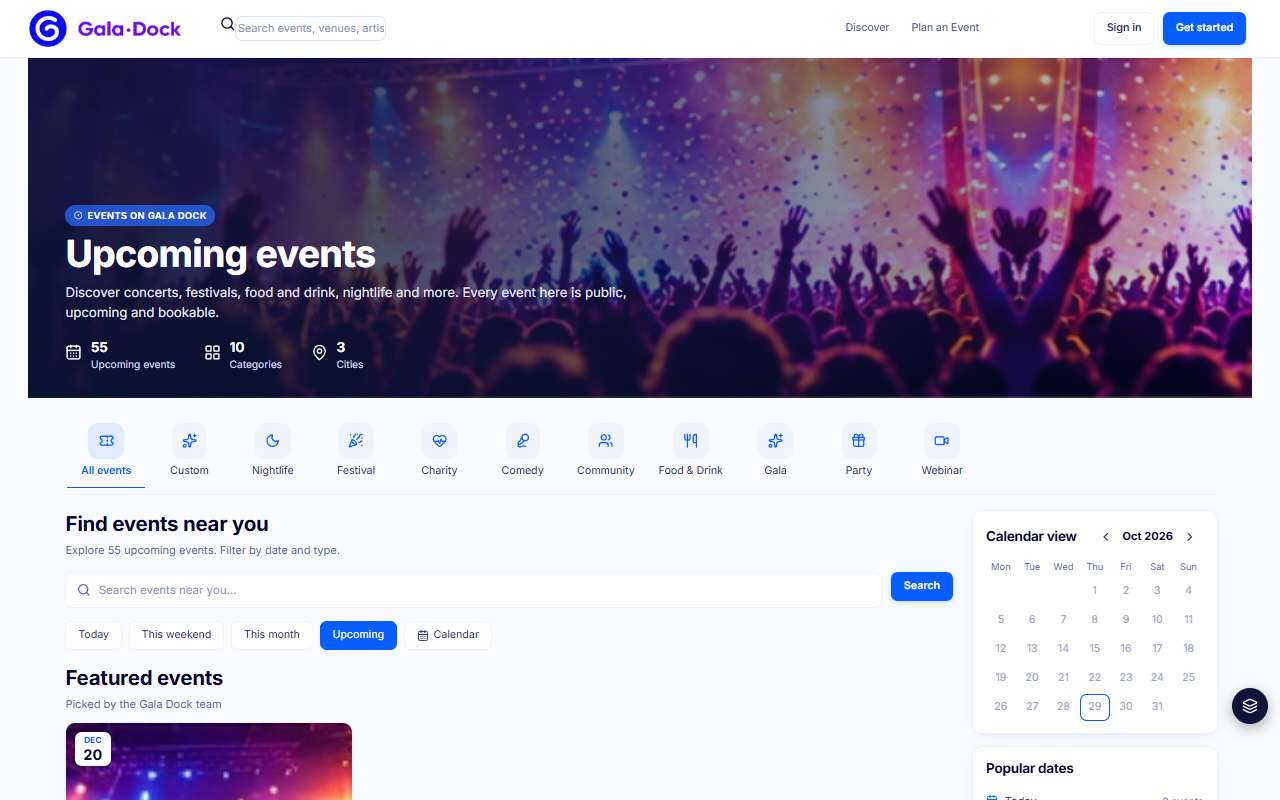 Gala·Dock
Search events, venues, artis
Discover
Plan an Event
Sign in
Get started
EVENTS ON GALA DOCK
Upcoming events
Discover concerts, festivals, food and drink, nightlife and more. Every event here is public,
upcoming and bookable.
55
Upcoming events
10
Categories
3
Cities
All events
Custom
Nightlife
Festival
Charity
Comedy
Community
Food & Drink
Gala
Party
Webinar
Find events near you
Explore 55 upcoming events. Filter by date and type.
Search events near you...
Search
Today
This weekend
This month
Upcoming
Calendar
Featured events
Picked by the Gala Dock team
DEC
20
Calendar view
Oct 2026
Mon Tue Wed Thu Fri Sat Sun
1 2 3 4
5 6 7 8 9 10 11
12 13 14 15 16 17 18
19 20 21 22 23 24 25
26 27 28 29 30 31
Popular dates
Today